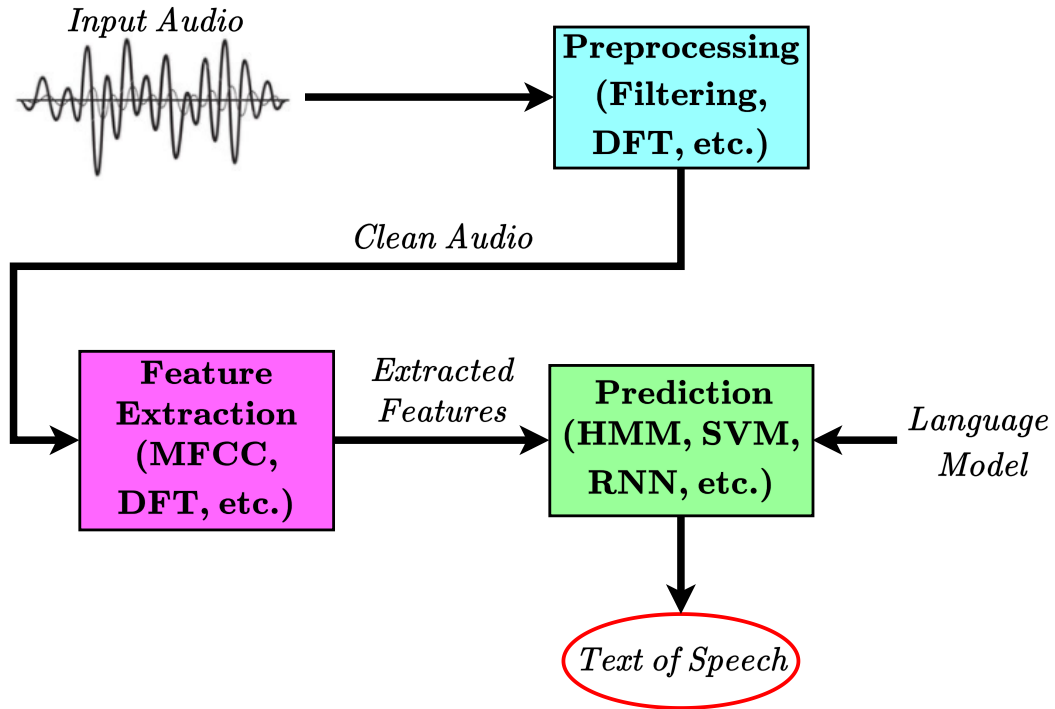 Input Audio
Preprocessing
(Filtering,
DFT, etc.)
Clean Audio
Feature
Extraction
(MFCC,
DFT, etc.)
Extracted
Features
Prediction
(HMM, SVM,
RNN, etc.)
Language
Model
Text of Speech